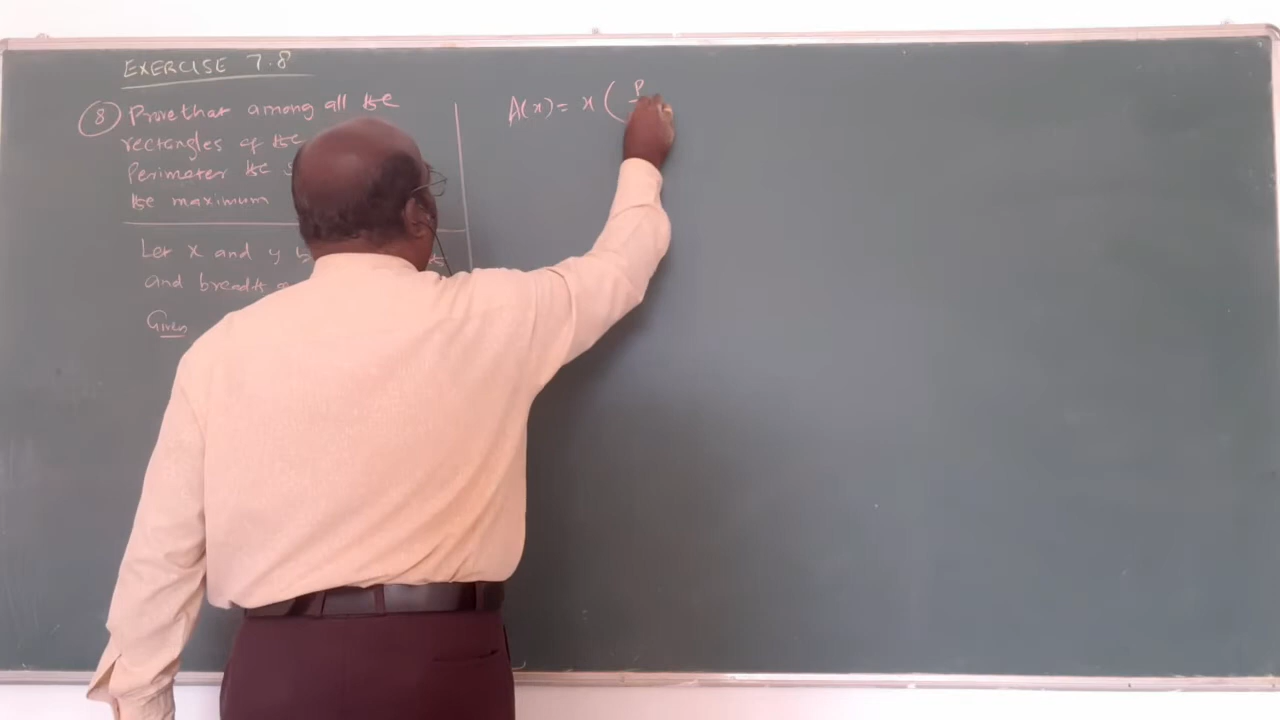 EXERCISE 7.8
8 Prove that among all the
rectangles of the
Perimeter the
the maximum
Let x and y
and breadth
Given
A(x) = x (P